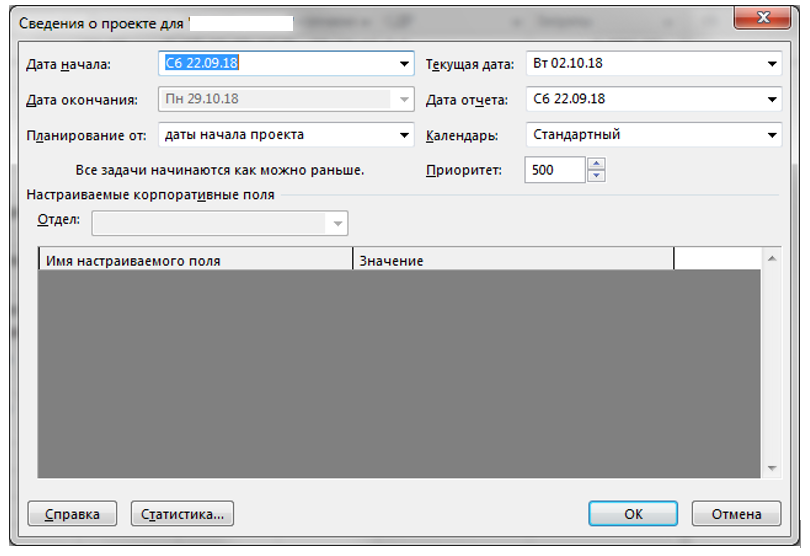 Сведения о проекте для '
Дата начала: Сб 22.09.18 Текущая дата: Вт 02.10.18
Дата окончания: Пн 29.10.18 Дата отчета: Сб 22.09.18
Планирование от: даты начала проекта Календарь: Стандартный
Все задачи начинаются как можно раньше. Приоритет: 500
Настраиваемые корпоративные поля
Отдел:
Имя настраиваемого поля Значение
Справка Статистика... ОК Отмена